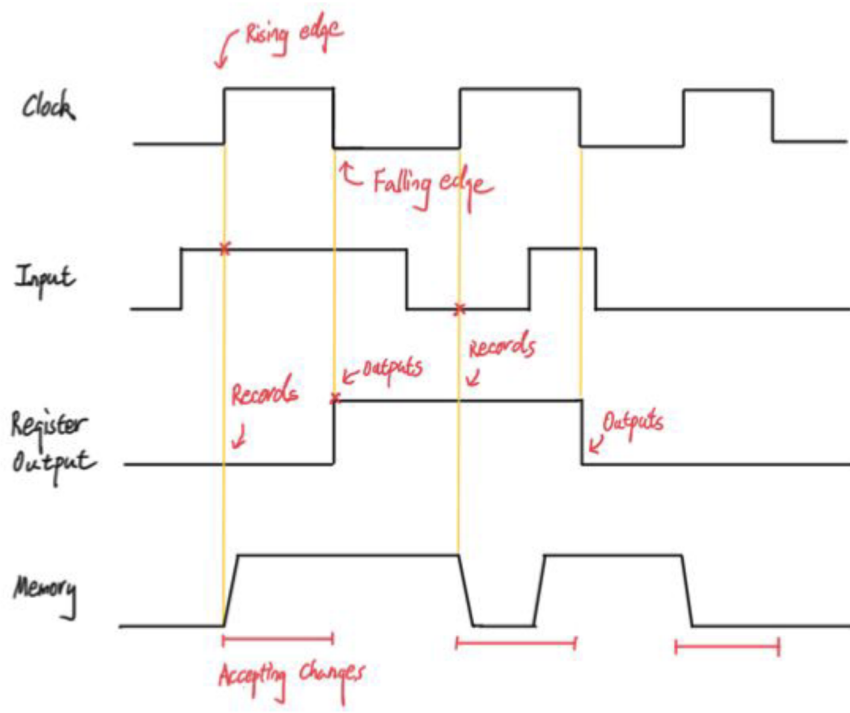 Rising edge
Clock
Falling edge
Input
Records
Outputs
Records
Register
Output
Outputs
Memory
Accepting Changes